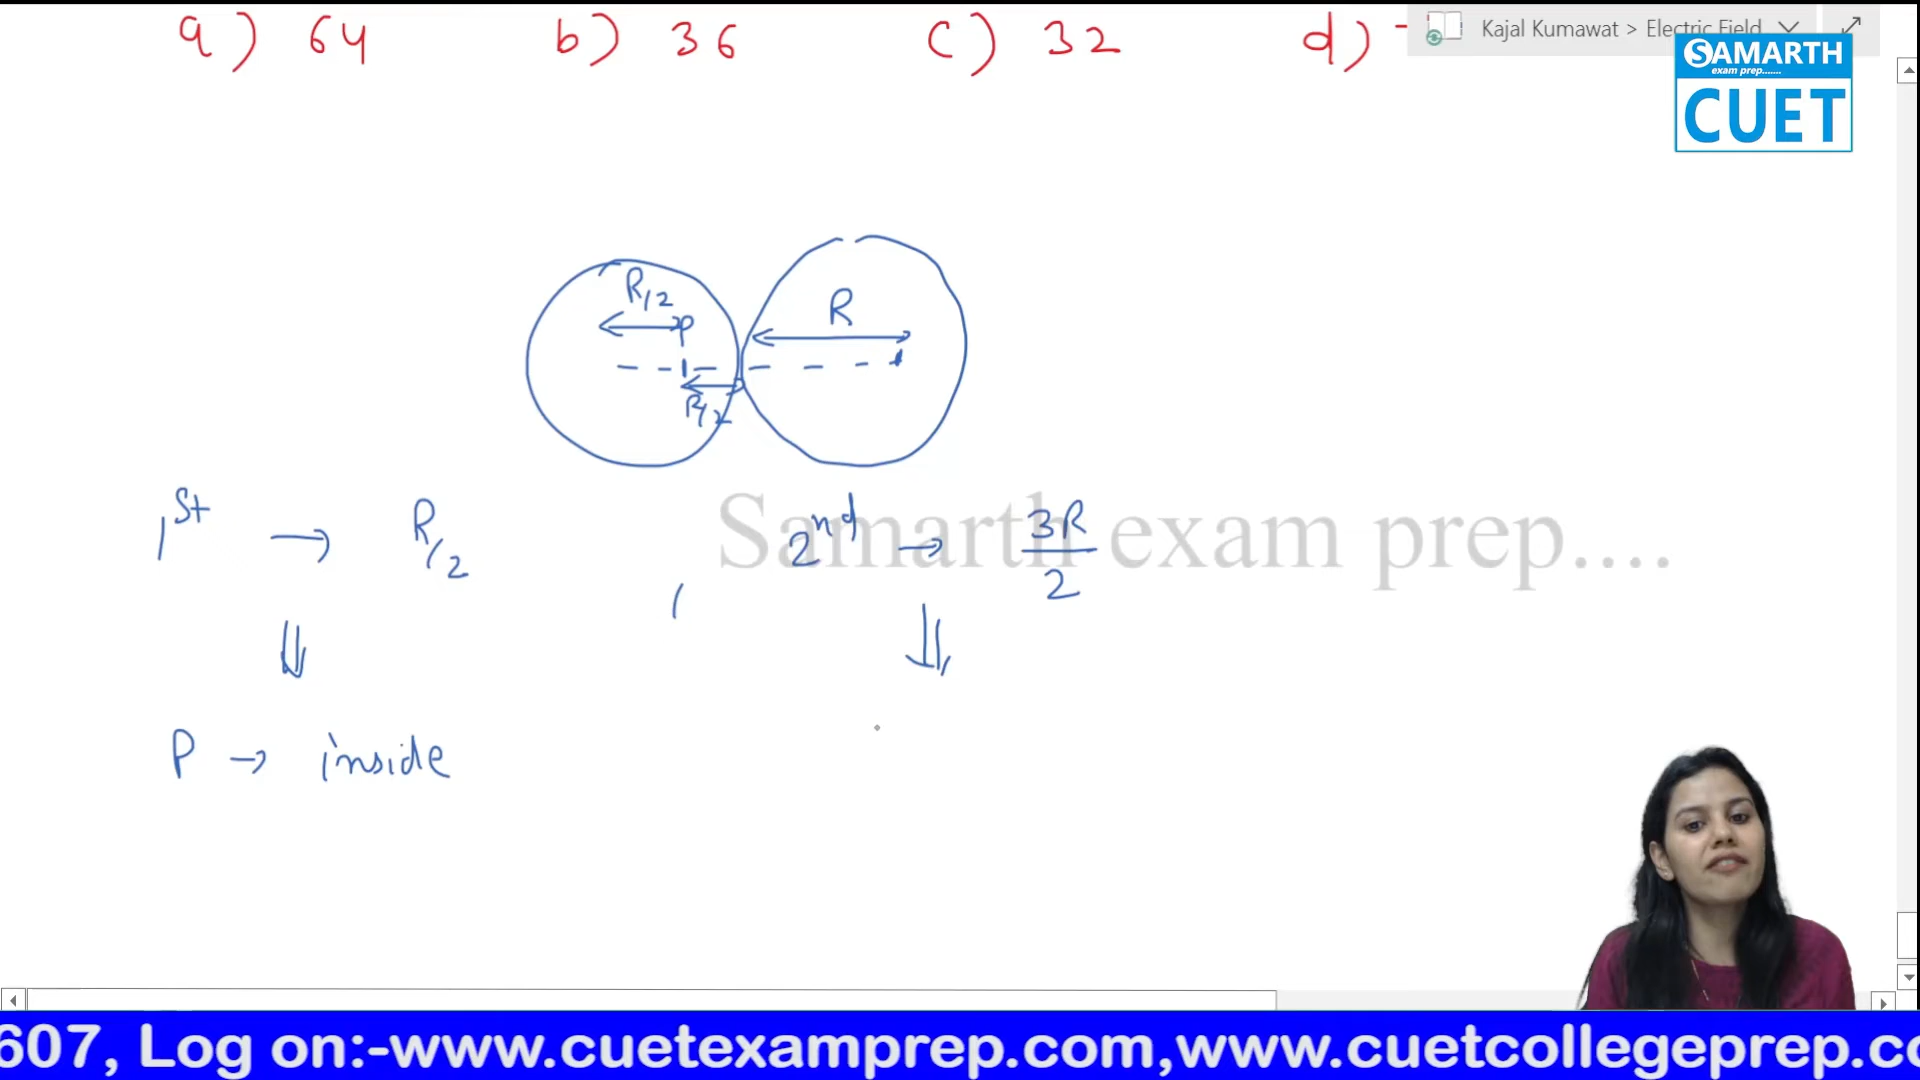 a) 64 b) 36 c) 32 d)
Kajal Kumawat > Electric Field
SAMARTH
exam prep......
CUET
R/2
R
P
R/2
1st → R/2 , 2nd → 3R/2
Samarth exam prep....
P → inside
607, Log on:-www.cuetexamprep.com,www.cuetcollegeprep.co